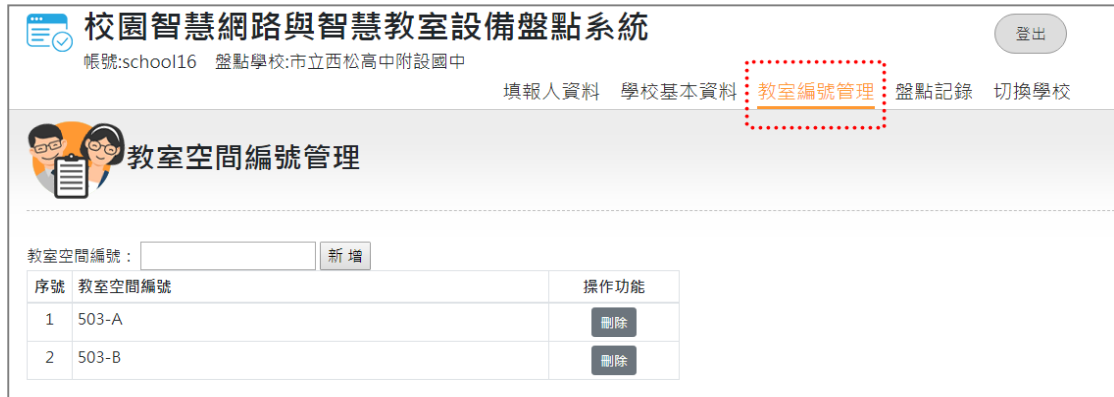 校園智慧網路與智慧教室設備盤點系統
登出
帳號:school16 盤點學校:市立西松高中附設國中
填報人資料 學校基本資料 教室編號管理 盤點記錄 切換學校
教室空間編號管理
教室空間編號： 新 增
序號 教室空間編號 操作功能
1 503-A 刪除
2 503-B 刪除